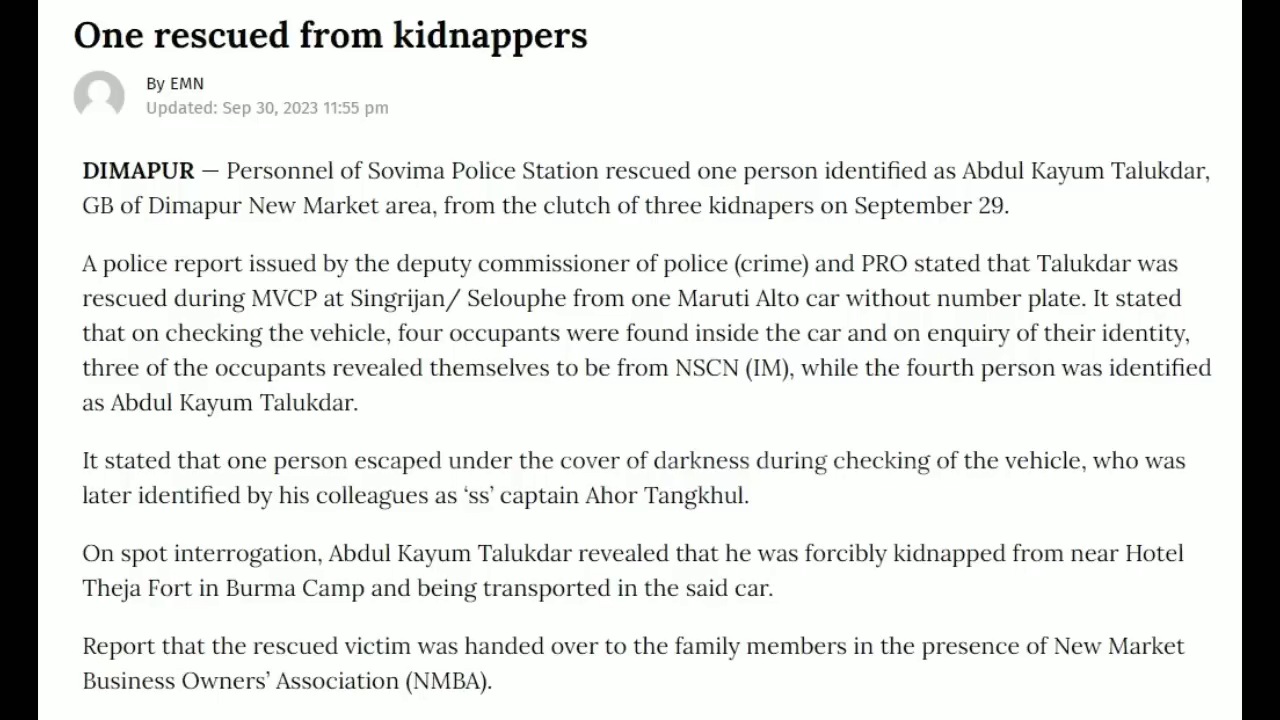 One rescued from kidnappers
By EMN
Updated: Sep 30, 2023 11:55 pm
DIMAPUR — Personnel of Sovima Police Station rescued one person identified as Abdul Kayum Talukdar,
GB of Dimapur New Market area, from the clutch of three kidnapers on September 29.
A police report issued by the deputy commissioner of police (crime) and PRO stated that Talukdar was
rescued during MVCP at Singrijan/ Selouphe from one Maruti Alto car without number plate. It stated
that on checking the vehicle, four occupants were found inside the car and on enquiry of their identity,
three of the occupants revealed themselves to be from NSCN (IM), while the fourth person was identified
as Abdul Kayum Talukdar.
It stated that one person escaped under the cover of darkness during checking of the vehicle, who was
later identified by his colleagues as ‘ss’ captain Ahor Tangkhul.
On spot interrogation, Abdul Kayum Talukdar revealed that he was forcibly kidnapped from near Hotel
Theja Fort in Burma Camp and being transported in the said car.
Report that the rescued victim was handed over to the family members in the presence of New Market
Business Owners’ Association (NMBA).